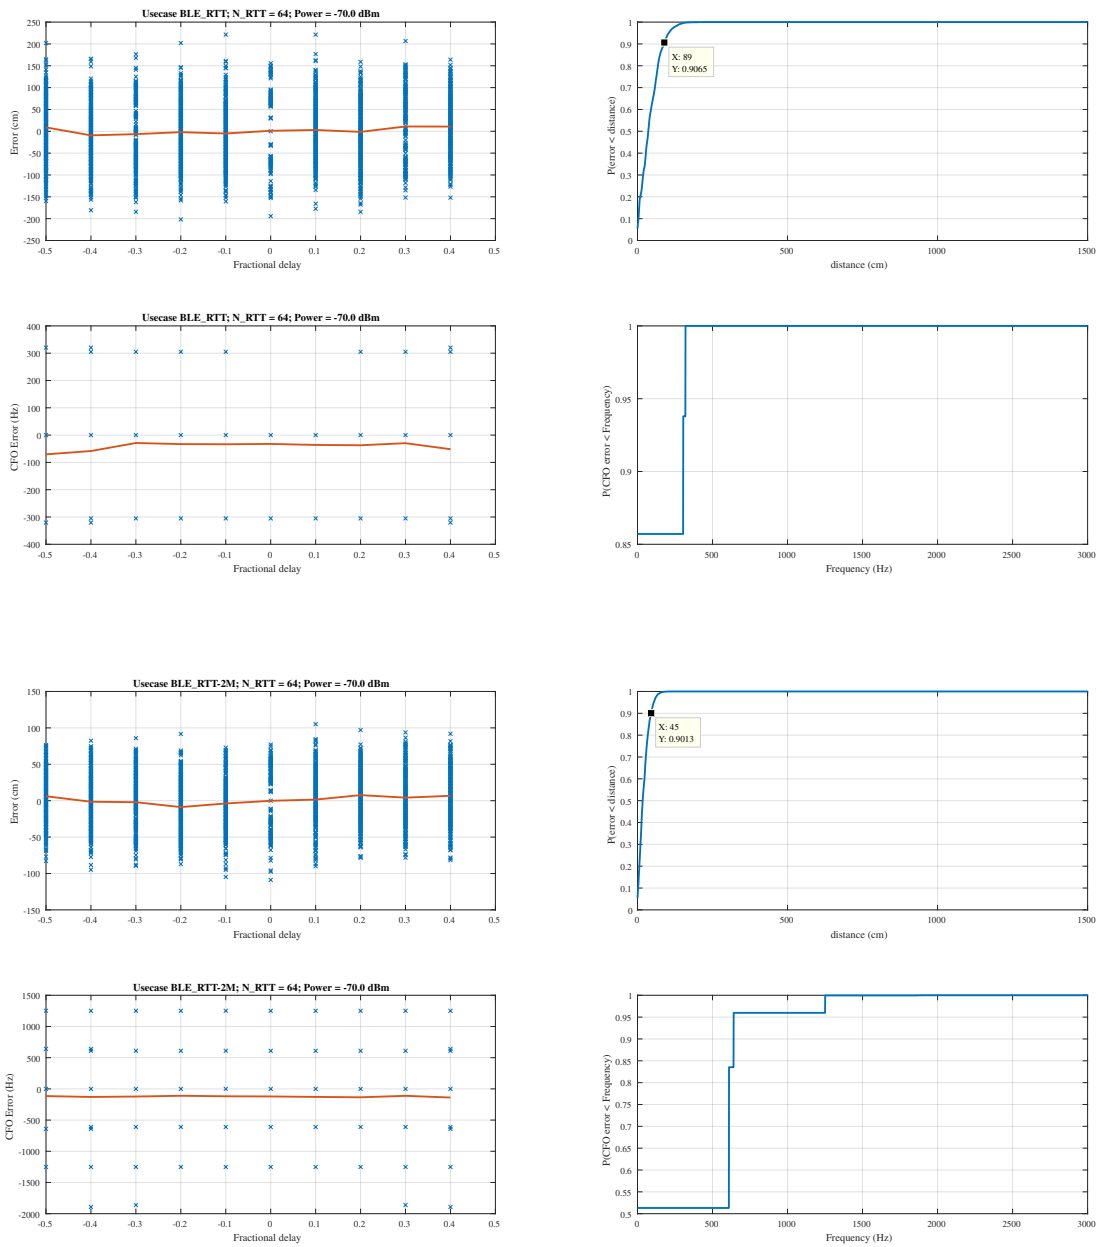 Usecase BLE_RTT; N_RTT = 64; Power = -70.0 dBm
Error (cm)
250
200
150
100
50
0
-50
-100
-150
-200
-250
-0.5 -0.4 -0.3 -0.2 -0.1 0 0.1 0.2 0.3 0.4 0.5
Fractional delay
P(error < distance)
1
0.9
0.8
0.7
0.6
0.5
0.4
0.3
0.2
0.1
0
X: 89
Y: 0.9065
0 500 1000 1500
distance (cm)
Usecase BLE_RTT; N_RTT = 64; Power = -70.0 dBm
CFO Error (Hz)
400
300
200
100
0
-100
-200
-300
-400
-0.5 -0.4 -0.3 -0.2 -0.1 0 0.1 0.2 0.3 0.4 0.5
Fractional delay
P(CFO error < Frequency)
1
0.95
0.9
0.85
0 500 1000 1500 2000 2500 3000
Frequency (Hz)
Usecase BLE_RTT-2M; N_RTT = 64; Power = -70.0 dBm
Error (cm)
150
100
50
0
-50
-100
-150
-0.5 -0.4 -0.3 -0.2 -0.1 0 0.1 0.2 0.3 0.4 0.5
Fractional delay
P(error < distance)
1
0.9
0.8
0.7
0.6
0.5
0.4
0.3
0.2
0.1
0
X: 45
Y: 0.9013
0 500 1000 1500
distance (cm)
Usecase BLE_RTT-2M; N_RTT = 64; Power = -70.0 dBm
CFO Error (Hz)
1500
1000
500
0
-500
-1000
-1500
-2000
-0.5 -0.4 -0.3 -0.2 -0.1 0 0.1 0.2 0.3 0.4 0.5
Fractional delay
P(CFO error < Frequency)
1
0.95
0.9
0.85
0.8
0.75
0.7
0.65
0.6
0.55
0.5
0 500 1000 1500 2000 2500 3000
Frequency (Hz)